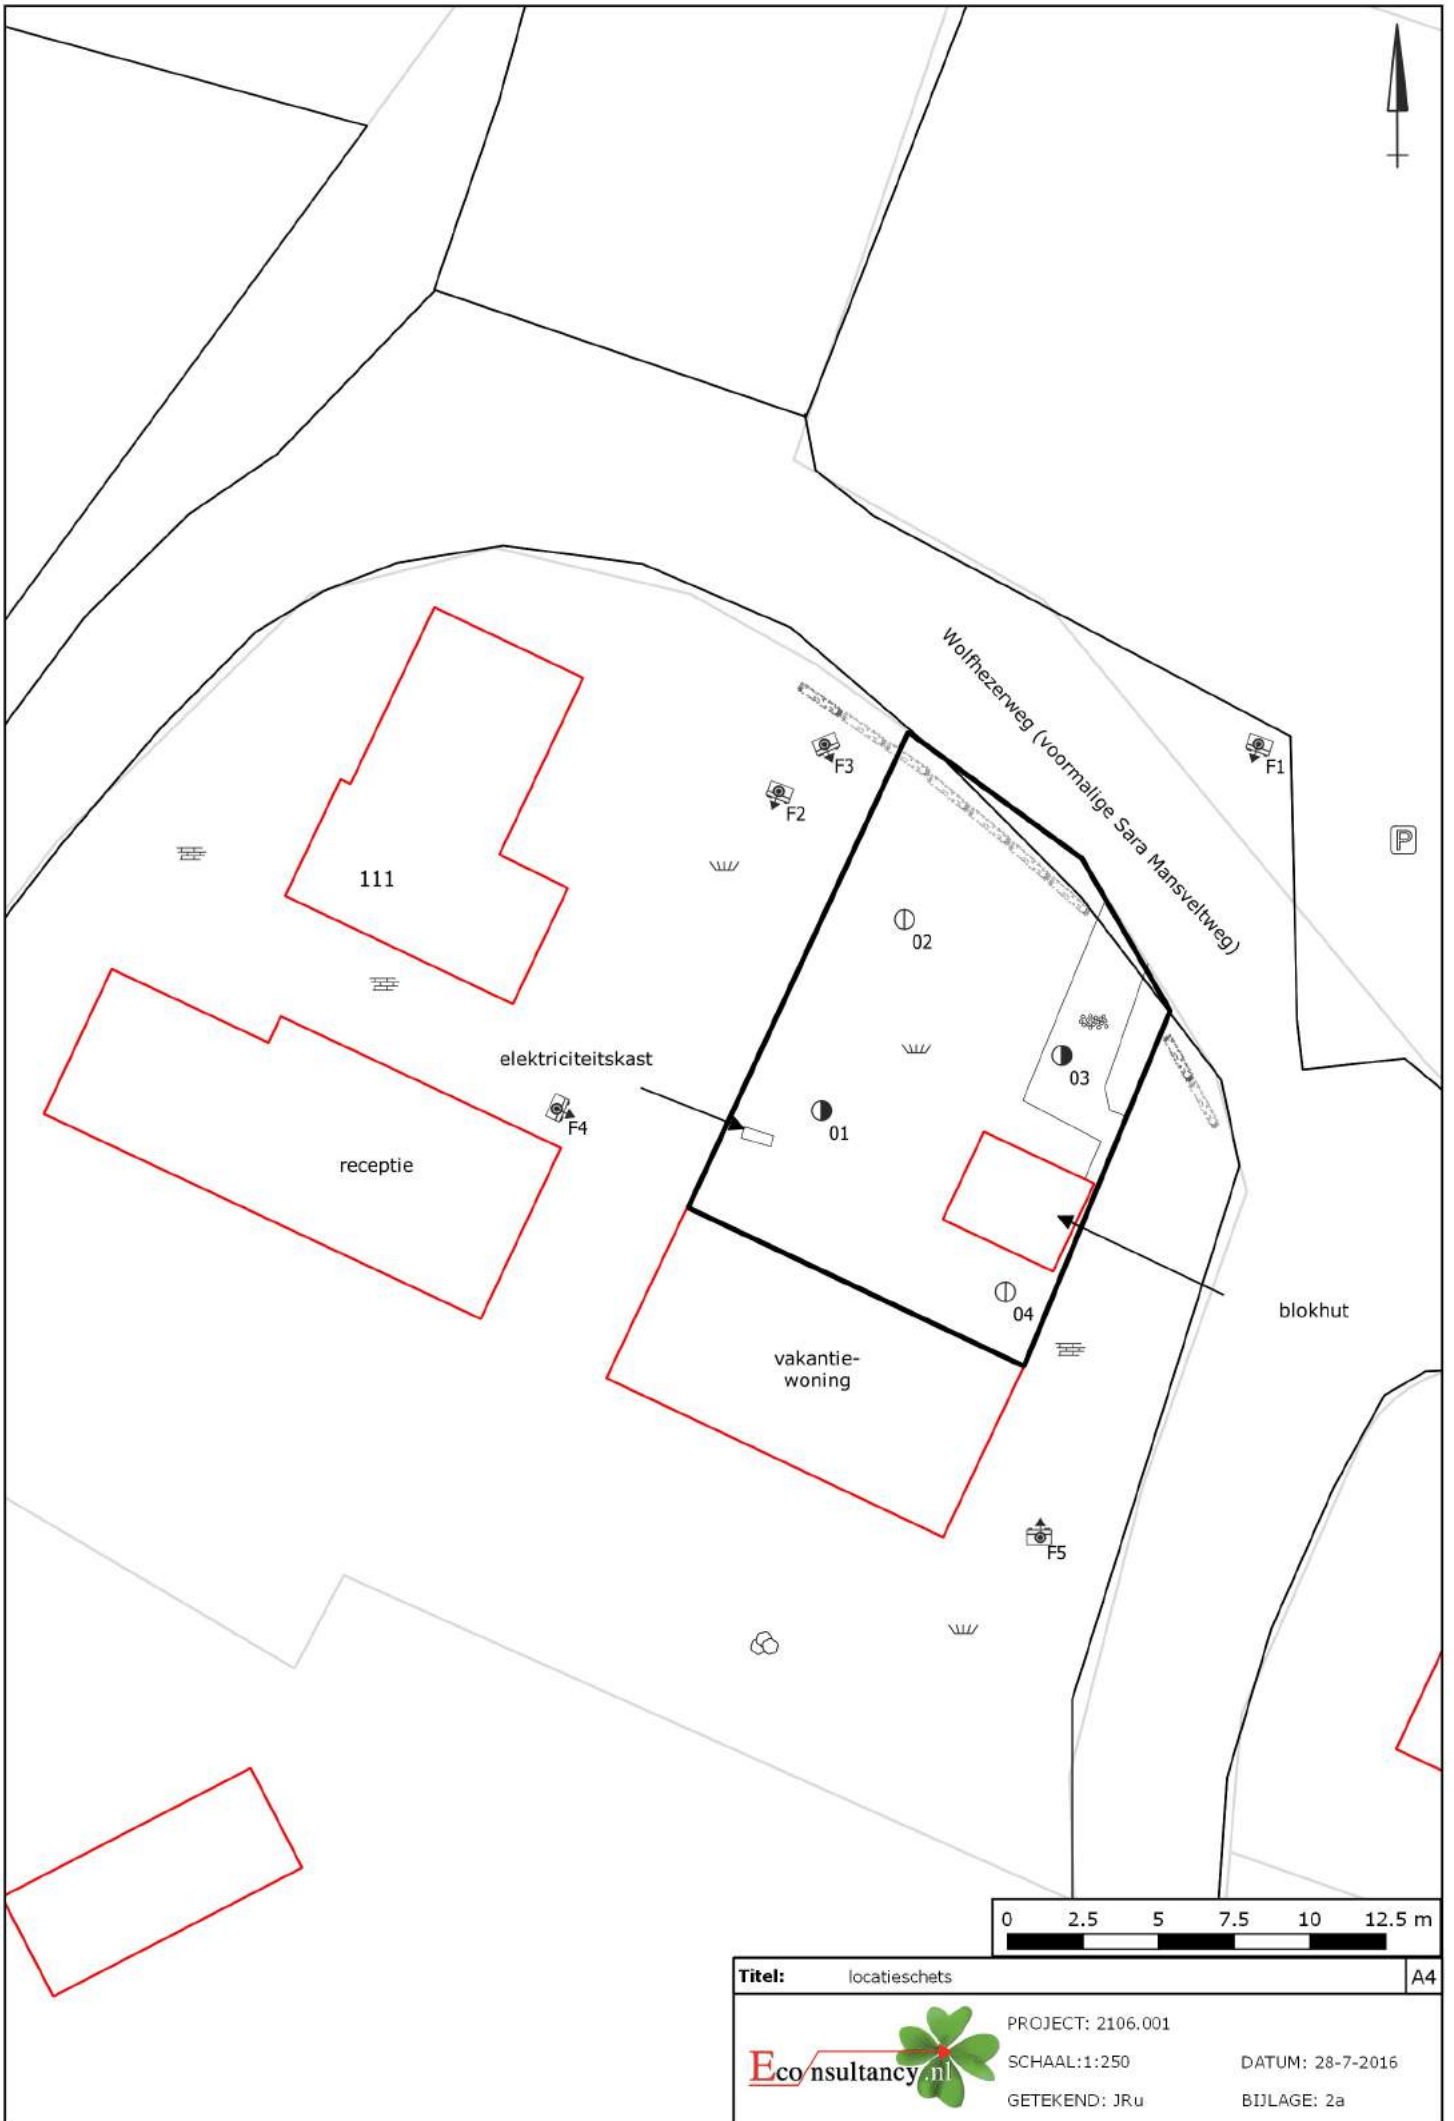 Wolfhezerweg (voormalige Sara Mansveltweg)
F3
F1
F2
P
111
02
elektriciteitskast
03
F4
01
receptie
blokhut
04
vakantie-
woning
F5
0 2.5 5 7.5 10 12.5 m
Titel: locatieschets A4
PROJECT: 2106.001
Econsultancy.nl
SCHAAL:1:250 DATUM: 28-7-2016
GETEKEND: JRu BIJLAGE: 2a